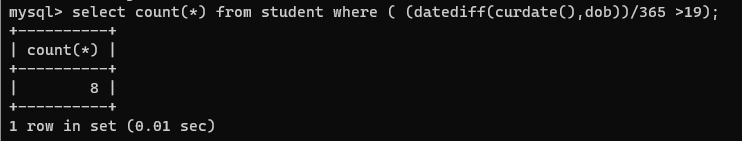 mysql> select count(*) from student where ( (datediff(curdate(),dob))/365 >19);
+----------+
| count(*) |
+----------+
|        8 |
+----------+
1 row in set (0.01 sec)